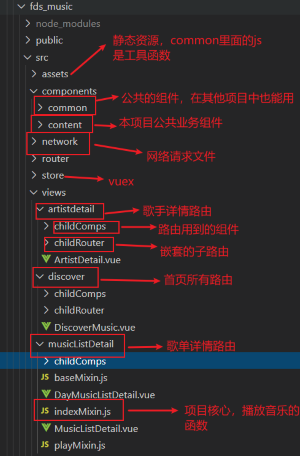 fds_music
node_modules
public
src
assets
静态资源，common里面的js
是工具函数
components
common
公共的组件，在其他项目中也能用
content
本项目公共业务组件
network
网络请求文件
router
store
vuex
views
artistdetail
歌手详情路由
childComps
路由用到的组件
childRouter
嵌套的子路由
ArtistDetail.vue
discover
首页所有路由
childComps
childRouter
DiscoverMusic.vue
musicListDetail
歌单详情路由
childComps
JS baseMixin.js
DayMusicListDetail.vue
JS indexMixin.js
项目核心，播放音乐的
函数
MusicListDetail.vue
JS playMixin.js